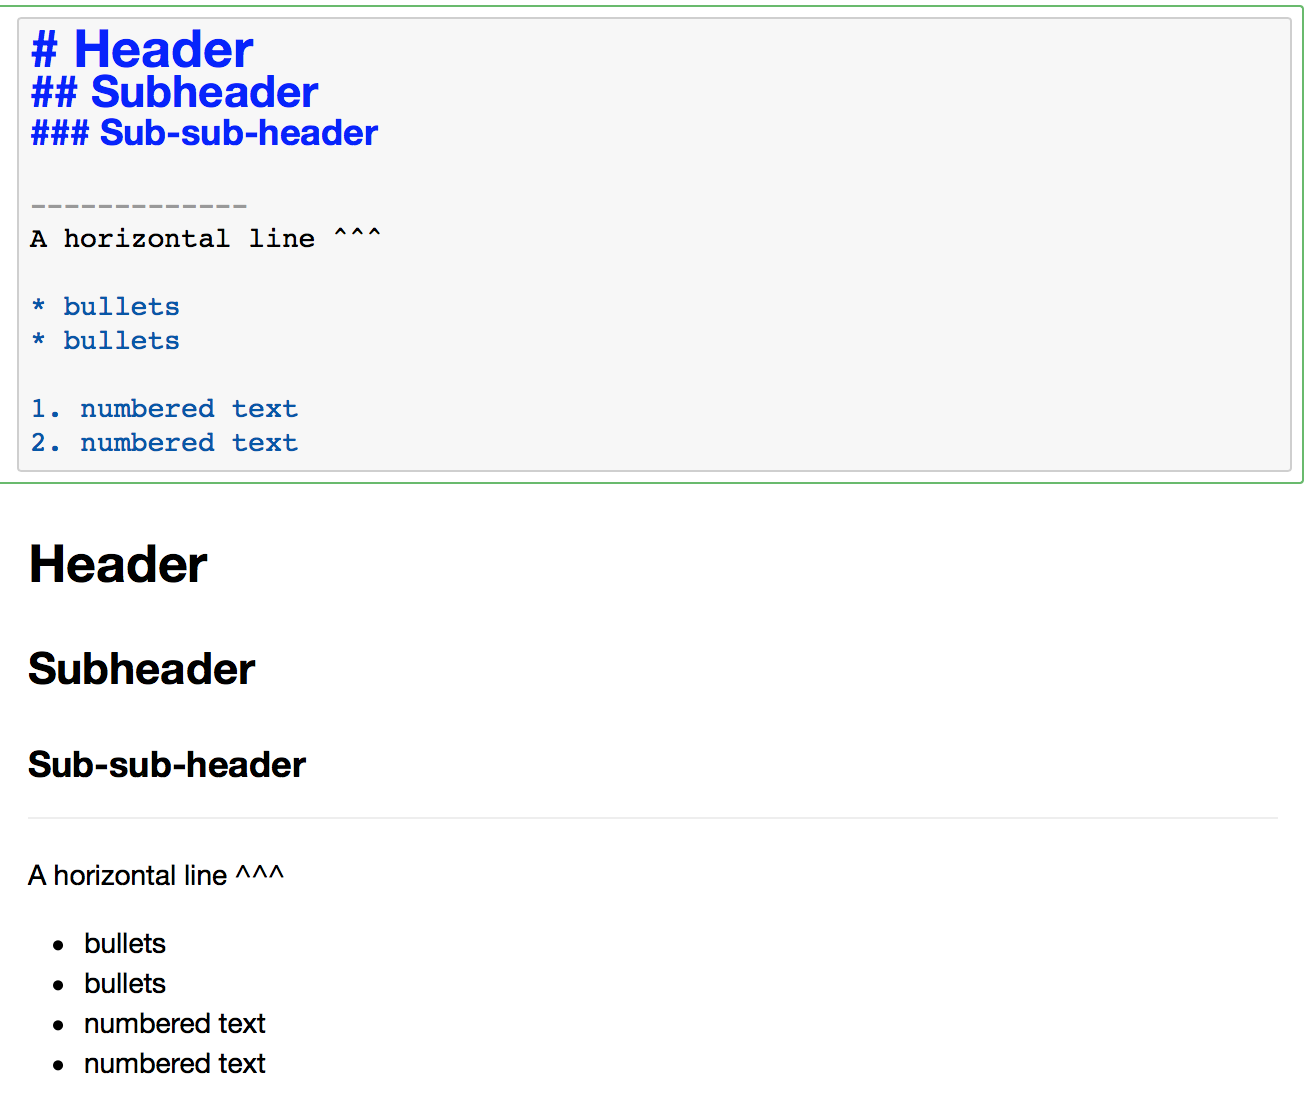 # Header
## Subheader
### Sub-sub-header
-------------
A horizontal line ^^^
* bullets
* bullets
1. numbered text
2. numbered text
Header
Subheader
Sub-sub-header
A horizontal line ^^^
• bullets
• bullets
• numbered text
• numbered text